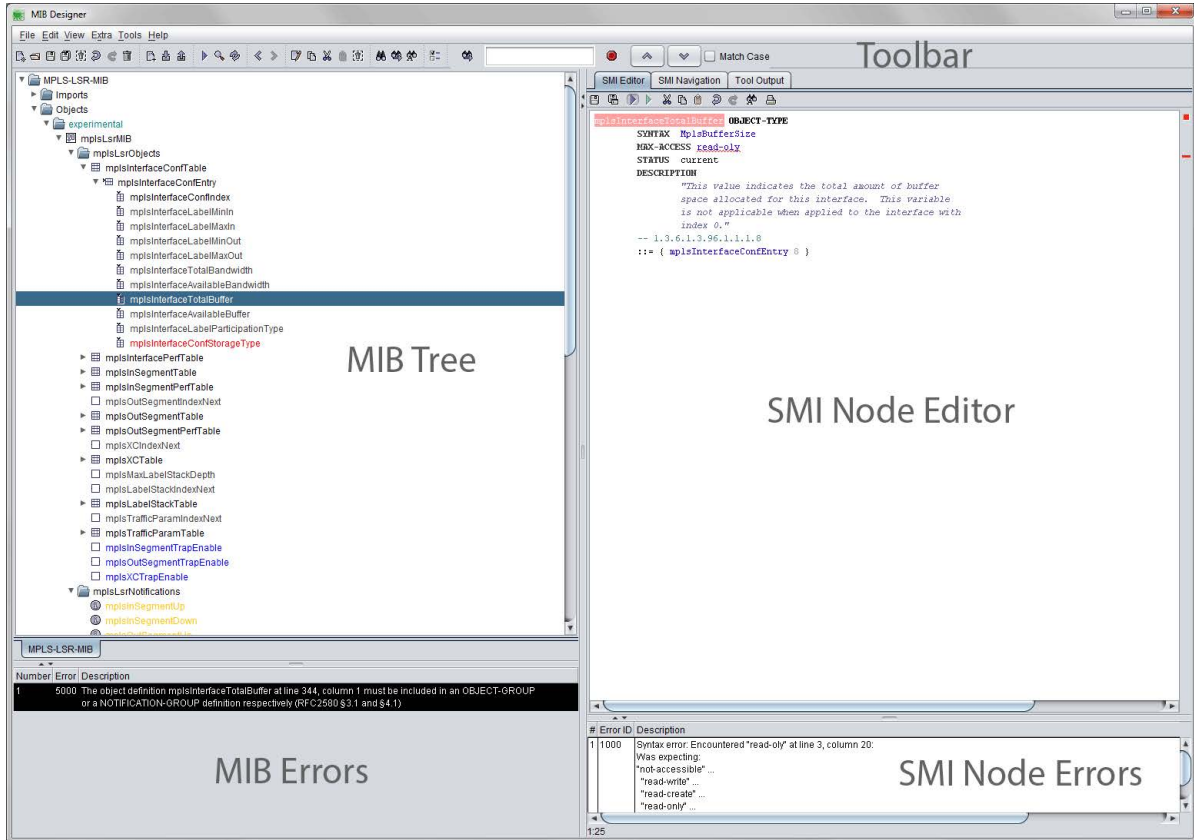 MIB Designer
File Edit View Extra Tools Help
Match Case
Toolbar
MPLS-LSR-MIB
Imports
Objects
experimental
mplsLsrMIB
mplsLsrObjects
mplsInterfaceConfTable
mplsInterfaceConfEntry
mplsInterfaceConfIndex
mplsInterfaceLabelMinIn
mplsInterfaceLabelMaxIn
mplsInterfaceLabelMinOut
mplsInterfaceLabelMaxOut
mplsInterfaceTotalBandwidth
mplsInterfaceAvailableBandwidth
mplsInterfaceTotalBuffer
mplsInterfaceAvailableBuffer
mplsInterfaceLabelParticipationType
mplsInterfaceConfStorageType
mplsInterfacePerfTable
mplsInSegmentTable
mplsInSegmentPerfTable
mplsOutSegmentIndexNext
mplsOutSegmentTable
mplsOutSegmentPerfTable
mplsXCIndexNext
mplsXCTable
mplsMaxLabelStackDepth
mplsLabelStackIndexNext
mplsLabelStackTable
mplsTrafficParamIndexNext
mplsTrafficParamTable
mplsInSegmentTrapEnable
mplsOutSegmentTrapEnable
mplsXCTrapEnable
mplsLsrNotifications
mplsInSegmentUp
mplsInSegmentDown
MIB Tree
MPLS-LSR-MIB
Number Error Description
1 5000 The object definition mplsInterfaceTotalBuffer at line 344, column 1 must be included in an OBJECT-GROUP
or a NOTIFICATION-GROUP definition respectively (RFC2580 §3.1 and §4.1)
MIB Errors
SMI Editor SMI Navigation Tool Output
mplsInterfaceTotalBuffer OBJECT-TYPE
SYNTAX MplsBufferSize
MAX-ACCESS read-oly
STATUS current
DESCRIPTION
"This value indicates the total amount of buffer
space allocated for this interface. This variable
is not applicable when applied to the interface with
index 0."
-- 1.3.6.1.3.96.1.1.1.8
::= { mplsInterfaceConfEntry 8 }
SMI Node Editor
# Error ID Description
1 1000 Syntax error: Encountered "read-oly" at line 3, column 20:
Was expecting:
"not-accessible" ...
"read-write" ...
"read-create" ...
"read-only" ...
SMI Node Errors
1:25